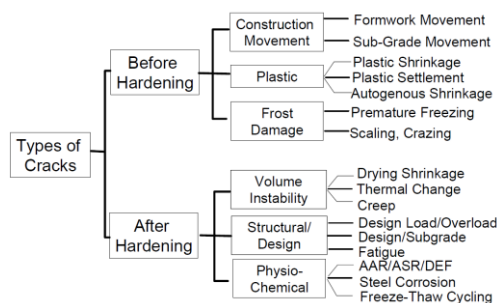 Types of
Cracks
Before
Hardening
Construction
Movement
Formwork Movement
Sub-Grade Movement
Plastic
Plastic Shrinkage
Plastic Settlement
Autogenous Shrinkage
Frost
Damage
Premature Freezing
Scaling, Crazing
After
Hardening
Volume
Instability
Drying Shrinkage
Thermal Change
Creep
Structural/
Design
Design Load/Overload
Design/Subgrade
Fatigue
Physio-
Chemical
AAR/ASR/DEF
Steel Corrosion
Freeze-Thaw Cycling